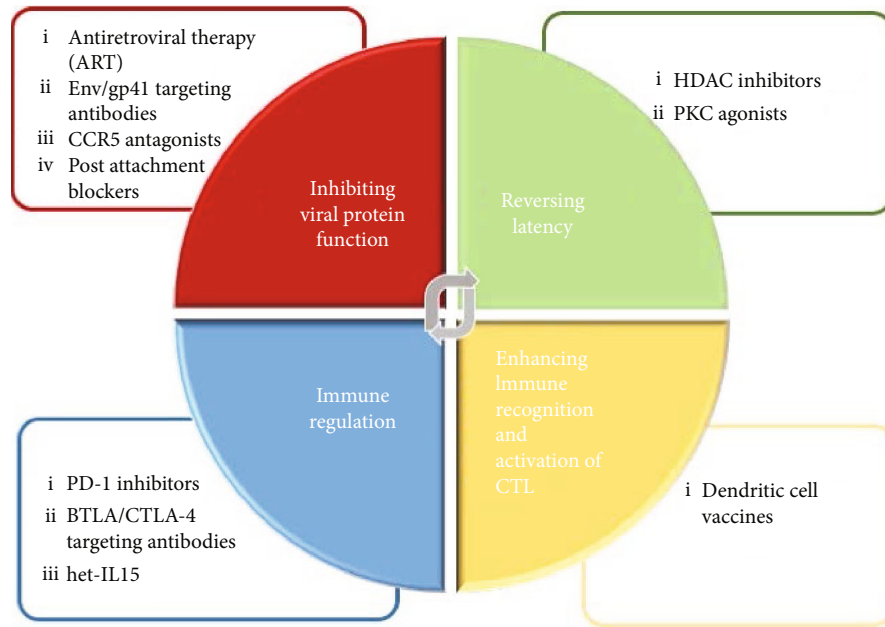 i Antiretroviral therapy
(ART)
ii Env/gp41 targeting
antibodies
iii CCR5 antagonists
iv Post attachment
blockers
Inhibiting
viral protein
function
i HDAC inhibitors
ii PKC agonists
Reversing
latency
Immune
regulation
i PD-1 inhibitors
ii BTLA/CTLA-4
targeting antibodies
iii het-IL15
Enhancing
Immune
recognition
and
activation of
CTL
i Dendritic cell
vaccines